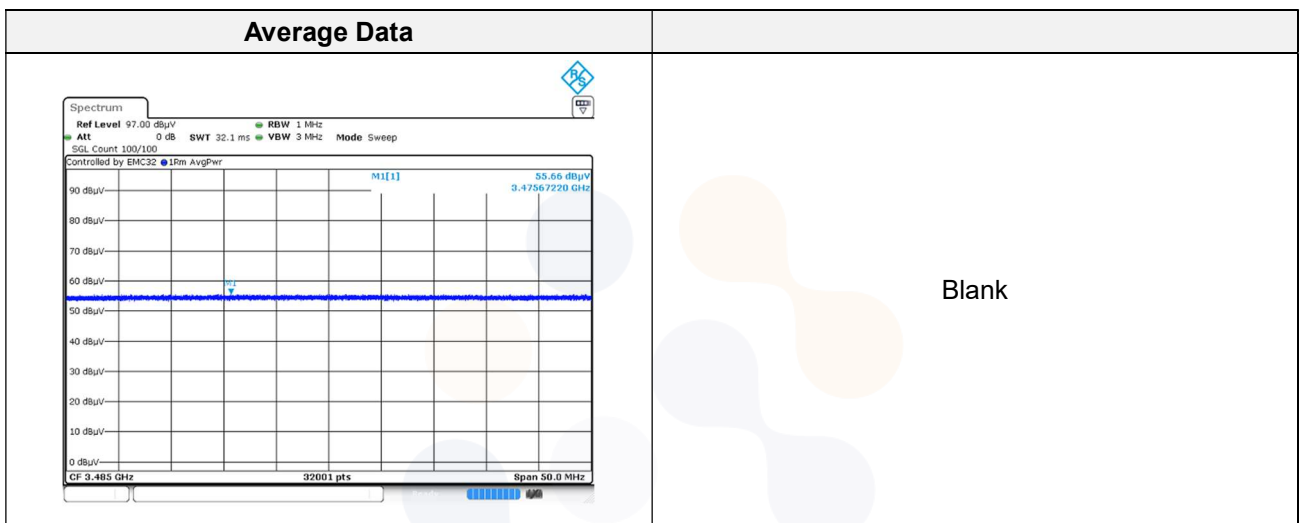 Average Data
R&S
Spectrum
Ref Level 97.00 dBµV RBW 1 MHz
Att 0 dB SWT 32.1 ms VBW 3 MHz Mode Sweep
SGL Count 100/100
Controlled by EMC32 1Rm AvgPwr
M1[1] 55.66 dBµV
3.47567220 GHz
90 dBµV
80 dBµV
70 dBµV
60 dBµV
M1
50 dBµV
40 dBµV
30 dBµV
20 dBµV
10 dBµV
0 dBµV
CF 3.485 GHz 32001 pts Span 50.0 MHz
Blank